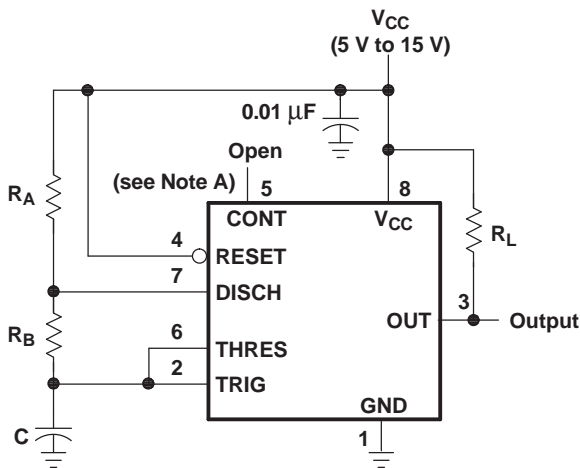 VCC
(5 V to 15 V)
0.01 μF
Open
(see Note A)
5
8
CONT
VCC
RA
4
RESET
RL
7
DISCH
3
OUT
Output
RB
6
THRES
2
TRIG
GND
C
1